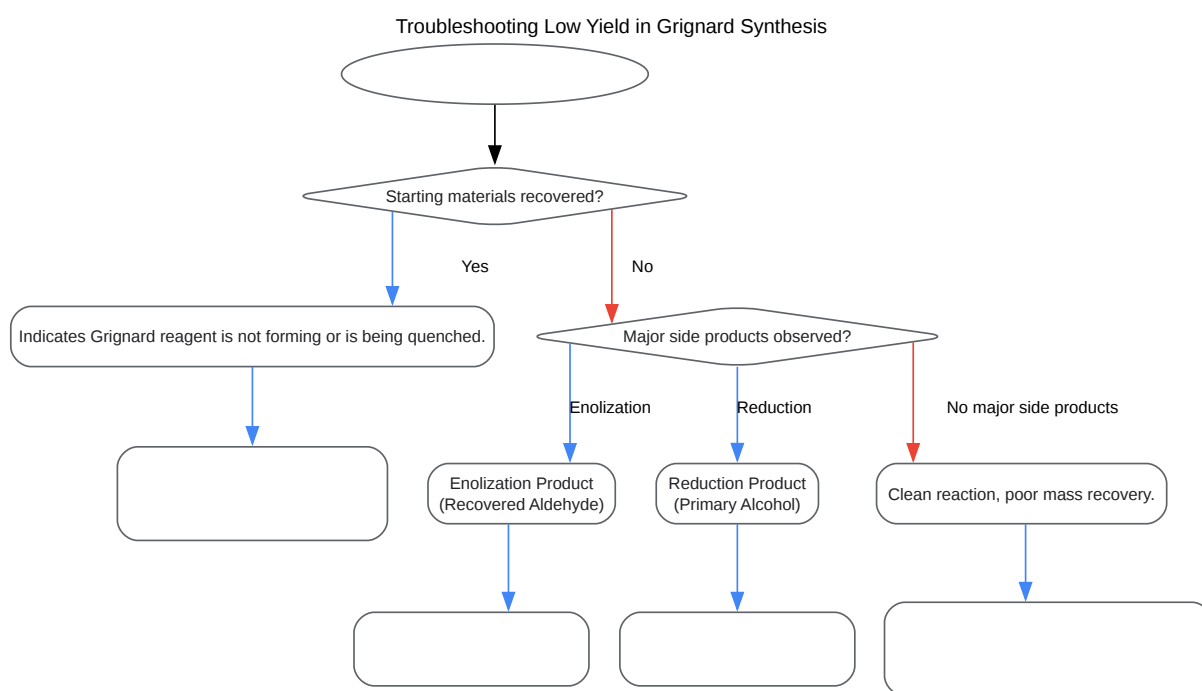 Troubleshooting Low Yield in Grignard Synthesis
Starting materials recovered?
Yes
No
Indicates Grignard reagent is not forming or is being quenched.
Major side products observed?
Enolization
Reduction
No major side products
Enolization Product
(Recovered Aldehyde)
Reduction Product
(Primary Alcohol)
Clean reaction, poor mass recovery.